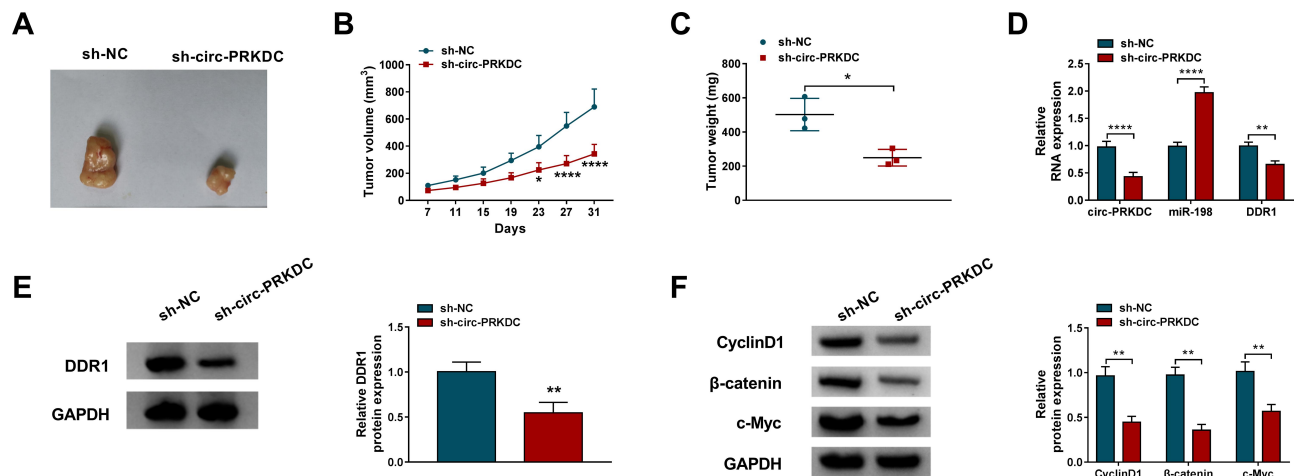 A
sh-NC
sh-circ-PRKDC
B
sh-NC
sh-circ-PRKDC
Tumor volume (mm³)
1000
800
600
400
200
0
*
****
****
7 11 15 19 23 27 31
Days
C
sh-NC
sh-circ-PRKDC
Tumor weight (mg)
800
600
400
200
0
*
D
sh-NC
sh-circ-PRKDC
Relative
RNA expression
2.5
2.0
1.5
1.0
0.5
0.0
****
****
**
circ-PRKDC miR-198 DDR1
E
sh-NC
sh-circ-PRKDC
DDR1
GAPDH
sh-NC
sh-circ-PRKDC
Relative DDR1
protein expression
1.5
1.0
0.5
0.0
**
F
sh-NC
sh-circ-PRKDC
CyclinD1
β-catenin
c-Myc
GAPDH
sh-NC
sh-circ-PRKDC
Relative
protein expression
1.5
1.0
0.5
0.0
**
**
**
CyclinD1 β-catenin c-Myc